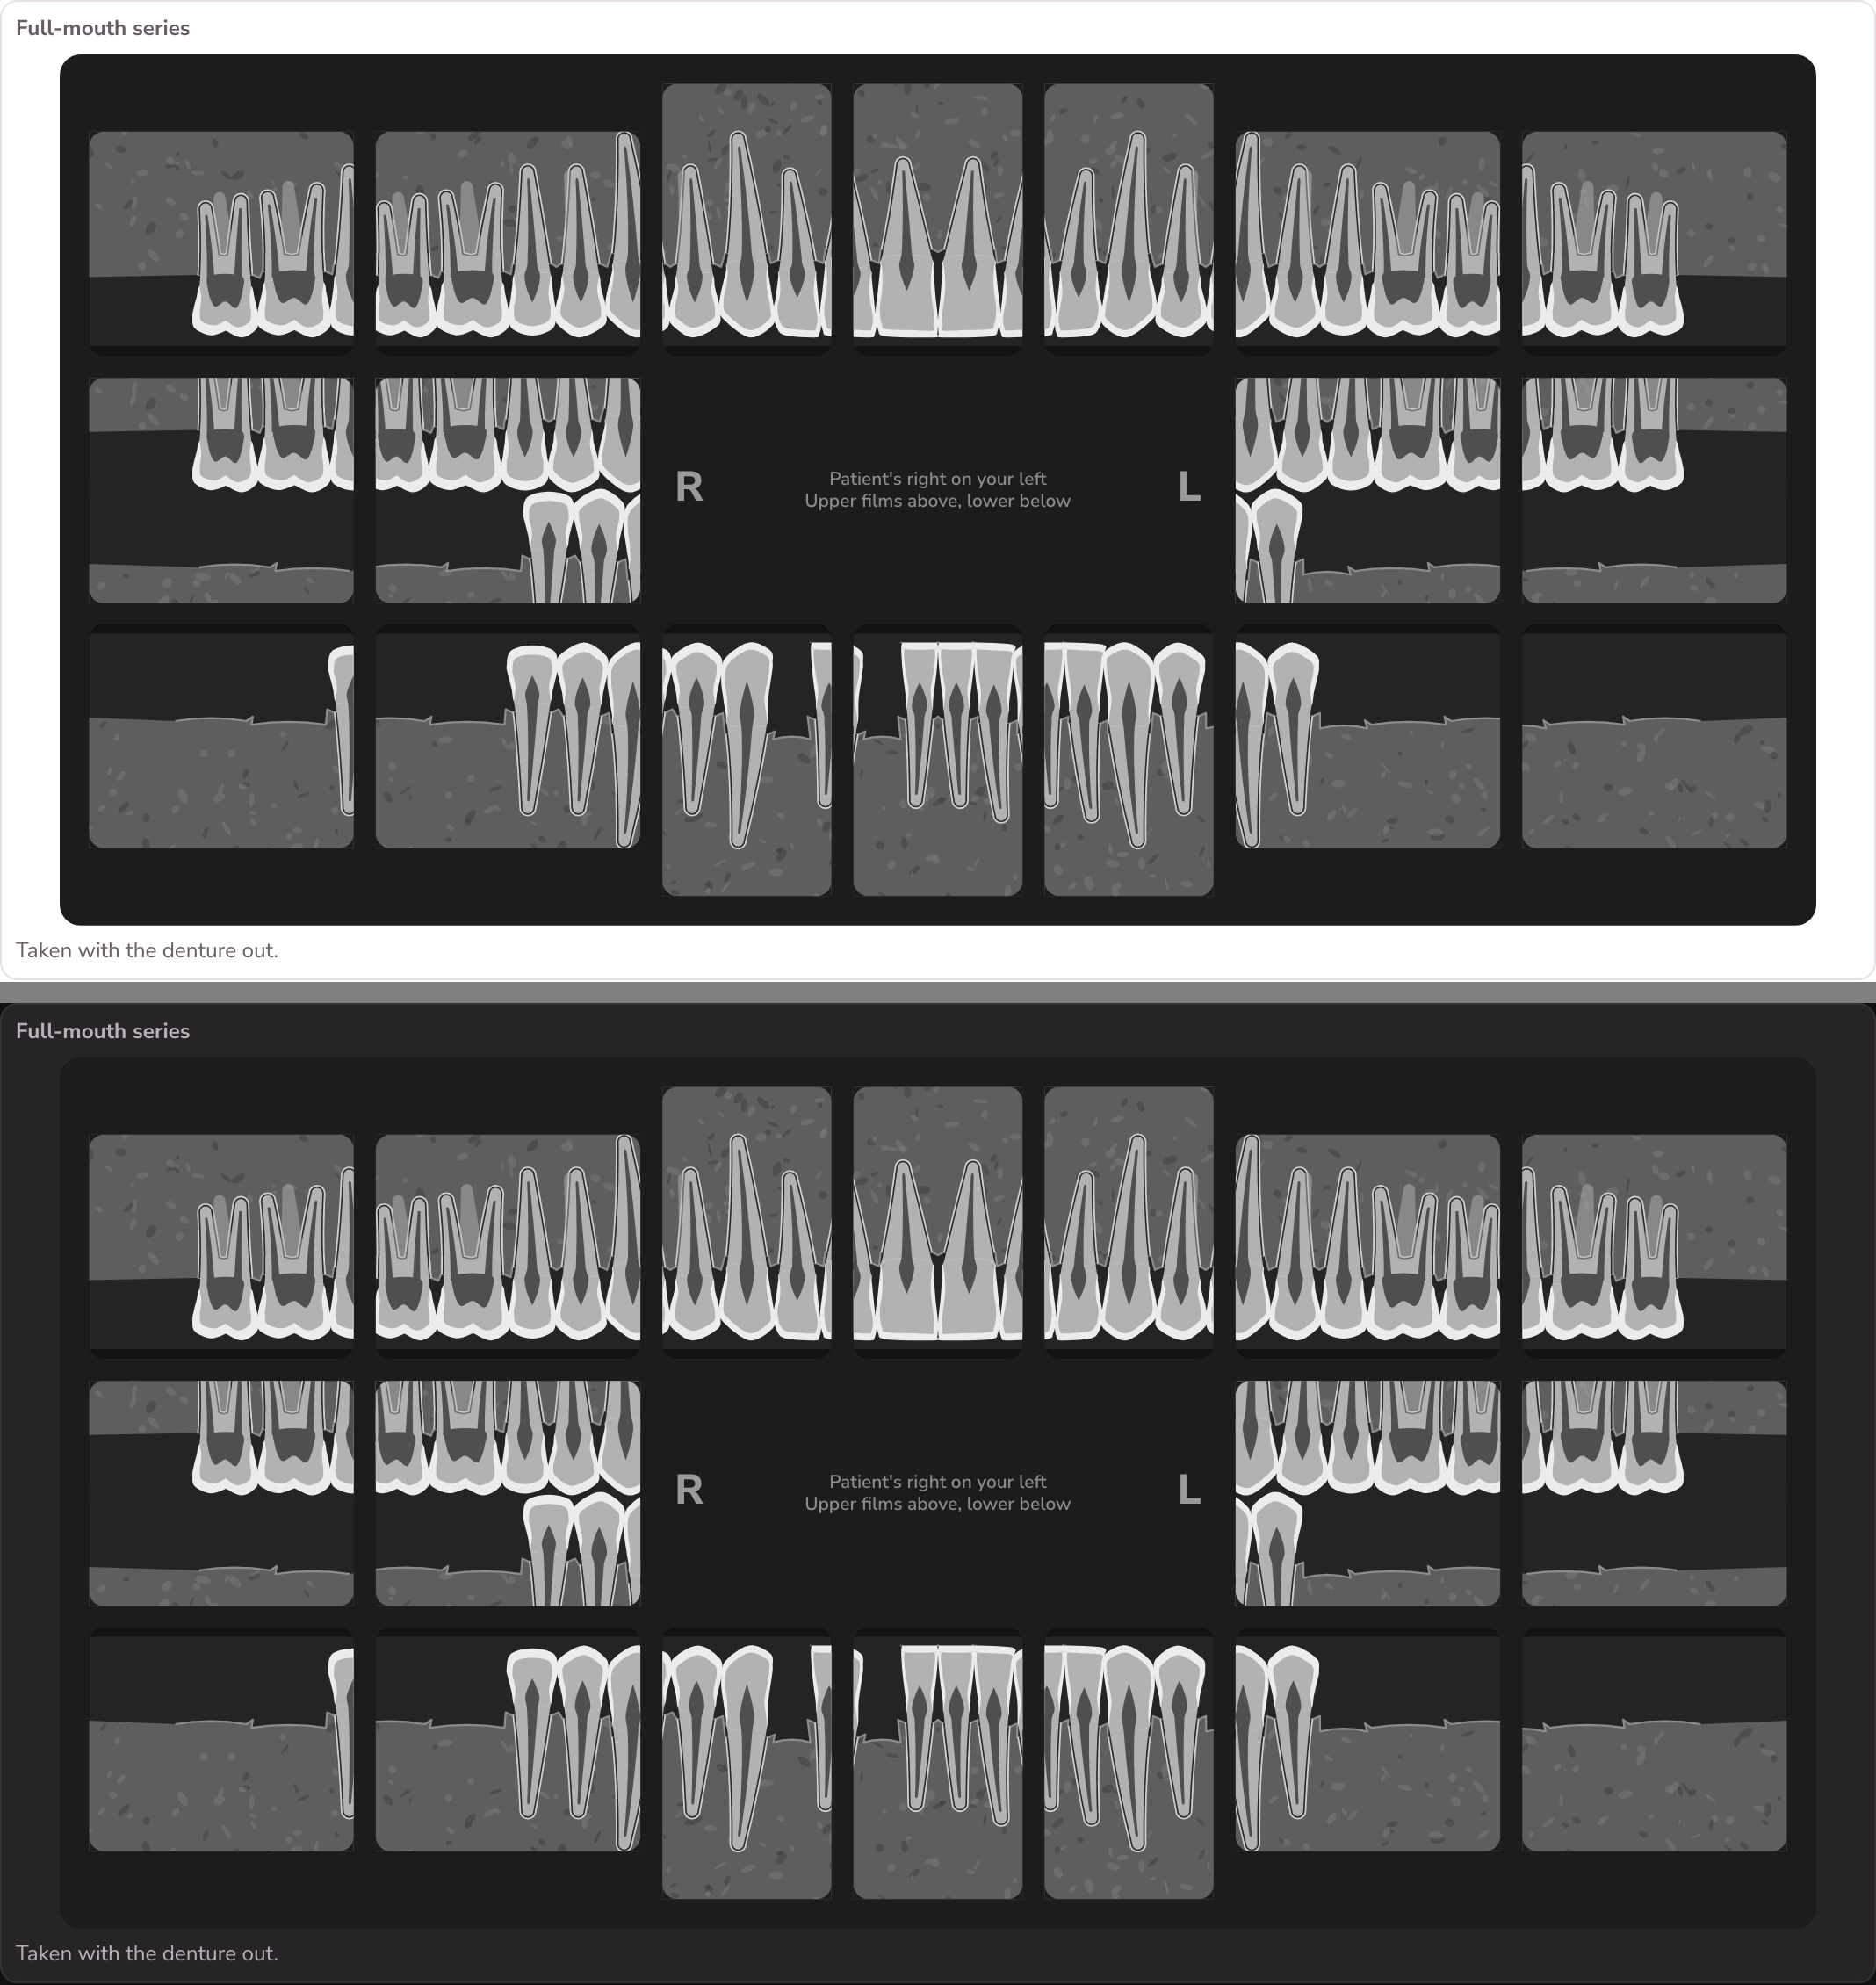 Full-mouth series
R
Patient's right on your left
Upper films above, lower below
L
Taken with the denture out.
Full-mouth series
R
Patient's right on your left
Upper films above, lower below
L
Taken with the denture out.